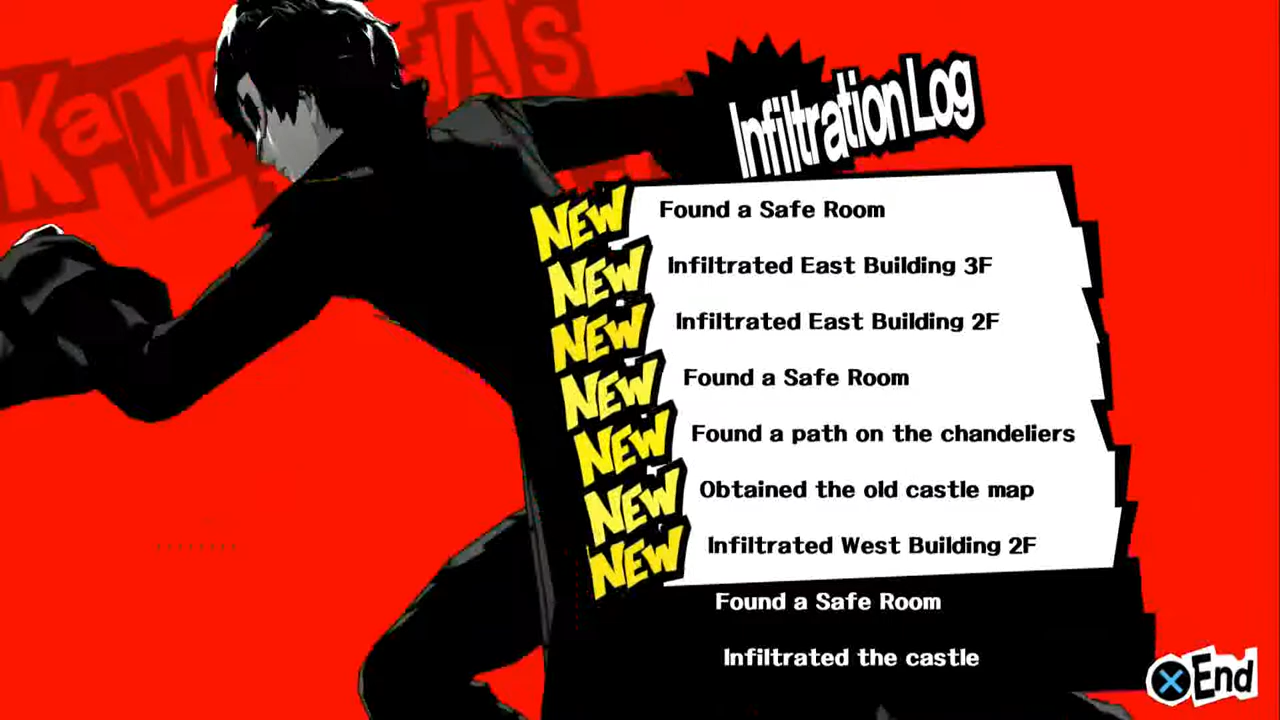 Infiltration Log
NEW Found a Safe Room
NEW Infiltrated East Building 3F
NEW Infiltrated East Building 2F
NEW Found a Safe Room
NEW Found a path on the chandeliers
NEW Obtained the old castle map
NEW Infiltrated West Building 2F
Found a Safe Room
Infiltrated the castle
End